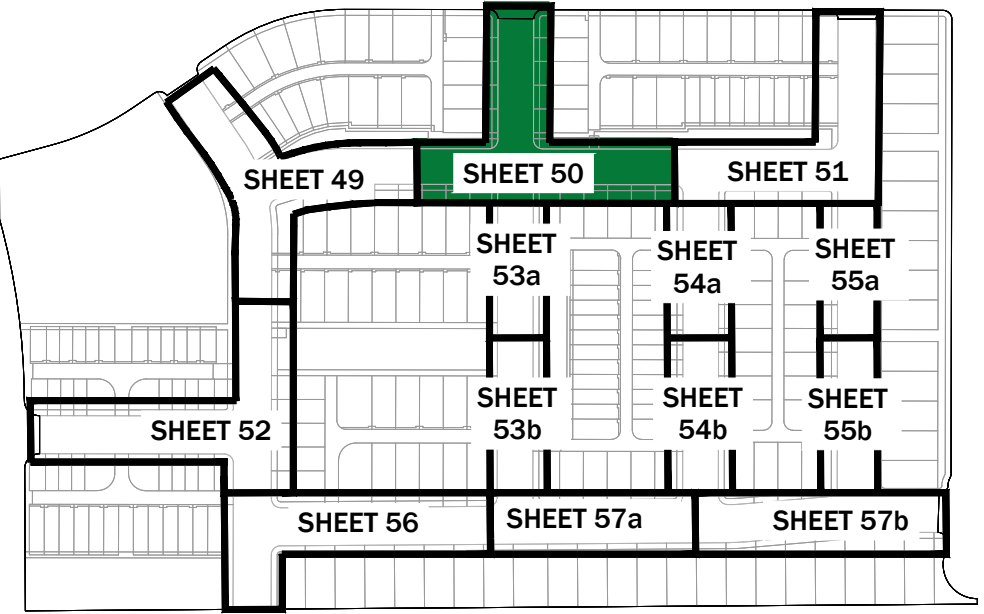 SHEET 49
SHEET 50
SHEET 51
SHEET
53a
SHEET
54a
SHEET
55a
SHEET 52
SHEET
53b
SHEET
54b
SHEET
55b
SHEET 56
SHEET 57a
SHEET 57b